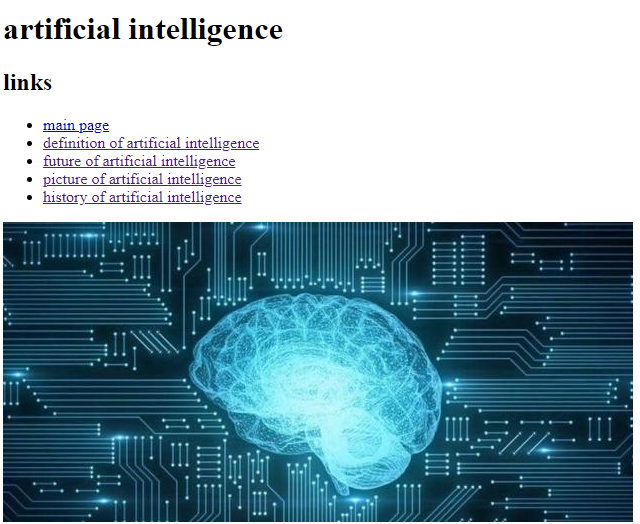 artificial intelligence
links
main page
definition of artificial intelligence
future of artificial intelligence
picture of artificial intelligence
history of artificial intelligence